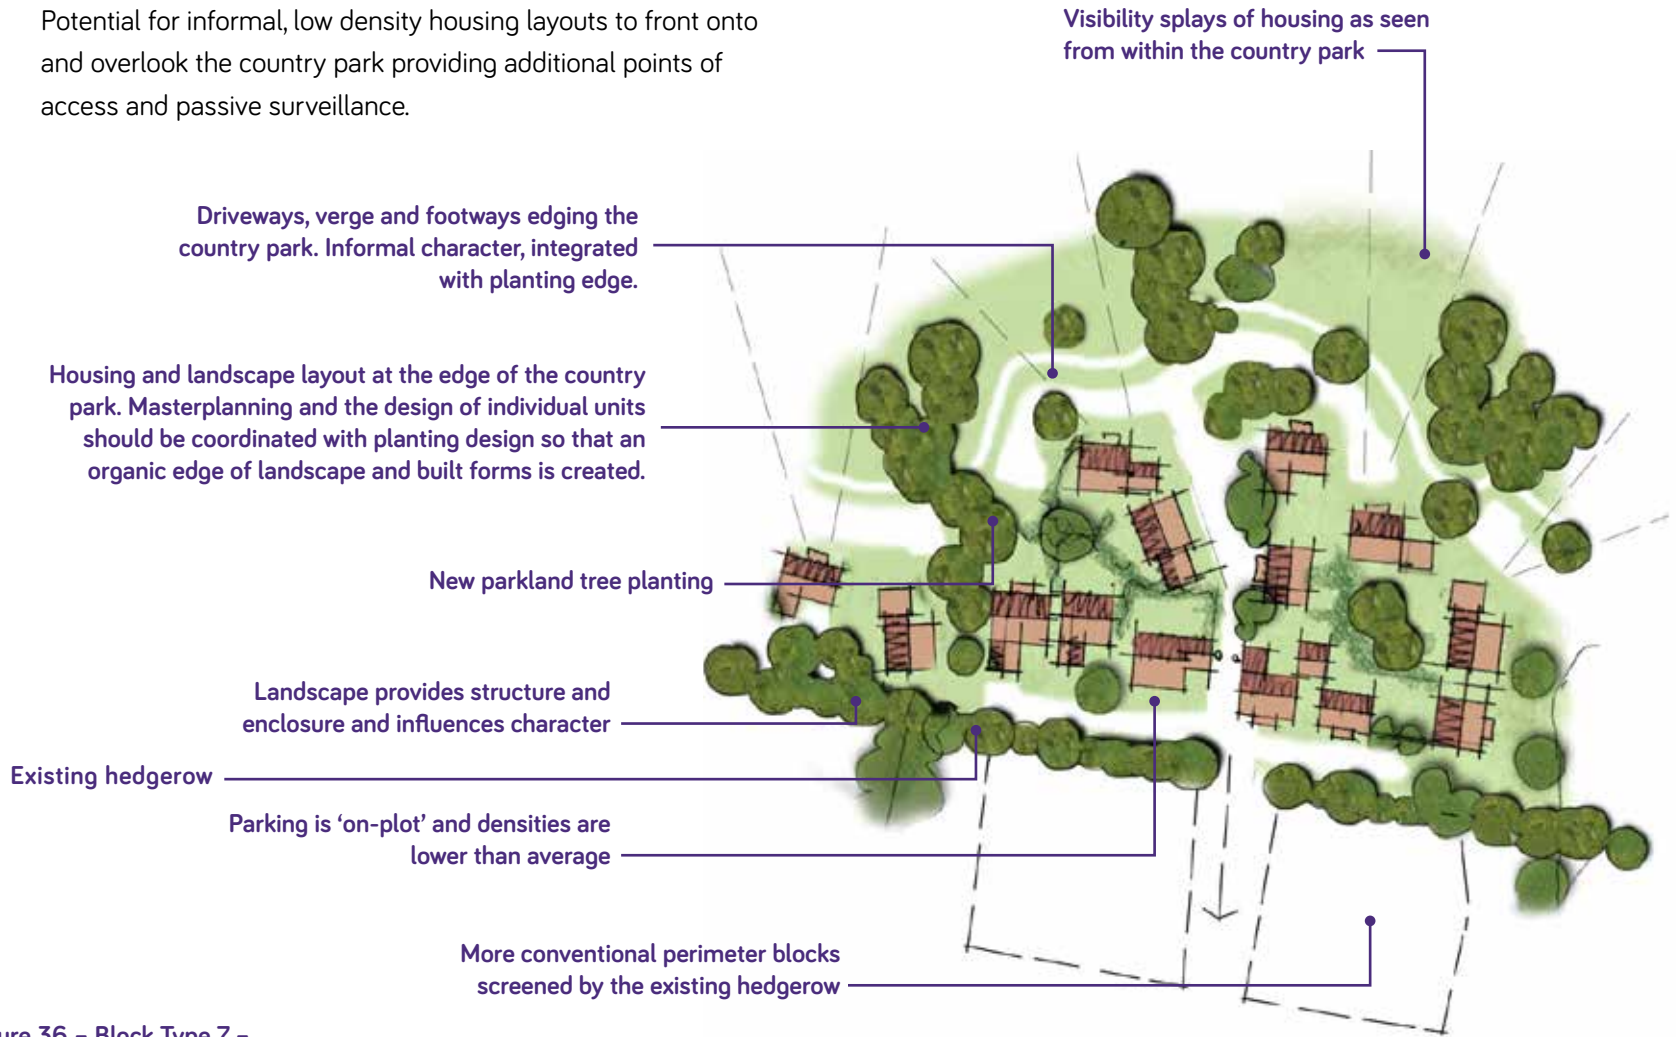 Potential for informal, low density housing layouts to front onto
and overlook the country park providing additional points of
access and passive surveillance.
Visibility splays of housing as seen
from within the country park
Driveways, verge and footways edging the
country park. Informal character, integrated
with planting edge.
Housing and landscape layout at the edge of the country
park. Masterplanning and the design of individual units
should be coordinated with planting design so that an
organic edge of landscape and built forms is created.
New parkland tree planting
Landscape provides structure and
enclosure and influences character
Existing hedgerow
Parking is ‘on-plot’ and densities are
lower than average
More conventional perimeter blocks
screened by the existing hedgerow
36 – Block Type 7 –